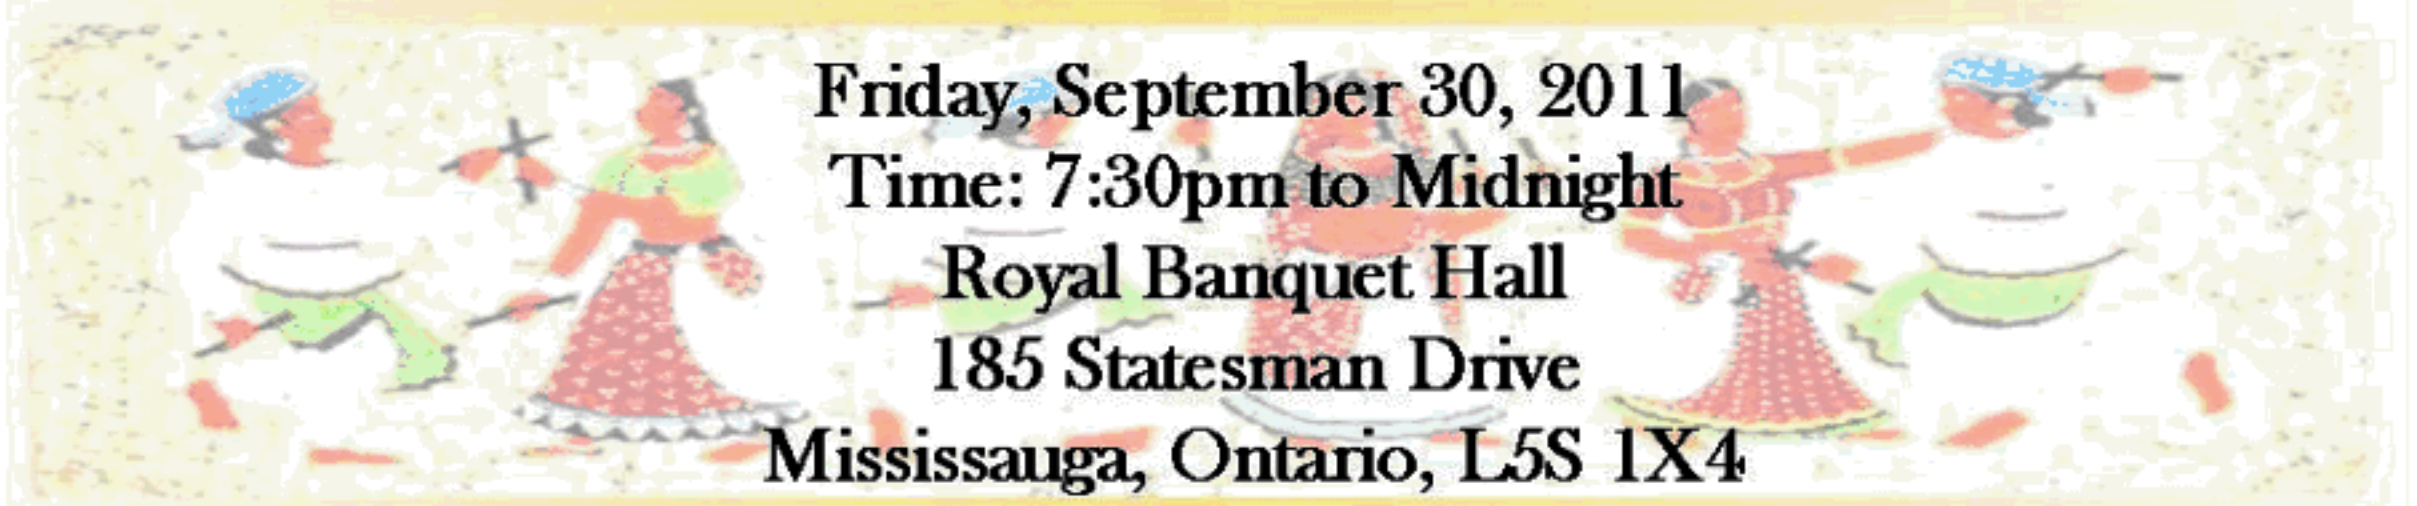 Friday, September 30, 2011
Time: 7:30pm to Midnight
Royal Banquet Hall
185 Statesman Drive
Mississauga, Ontario, L5S 1X4